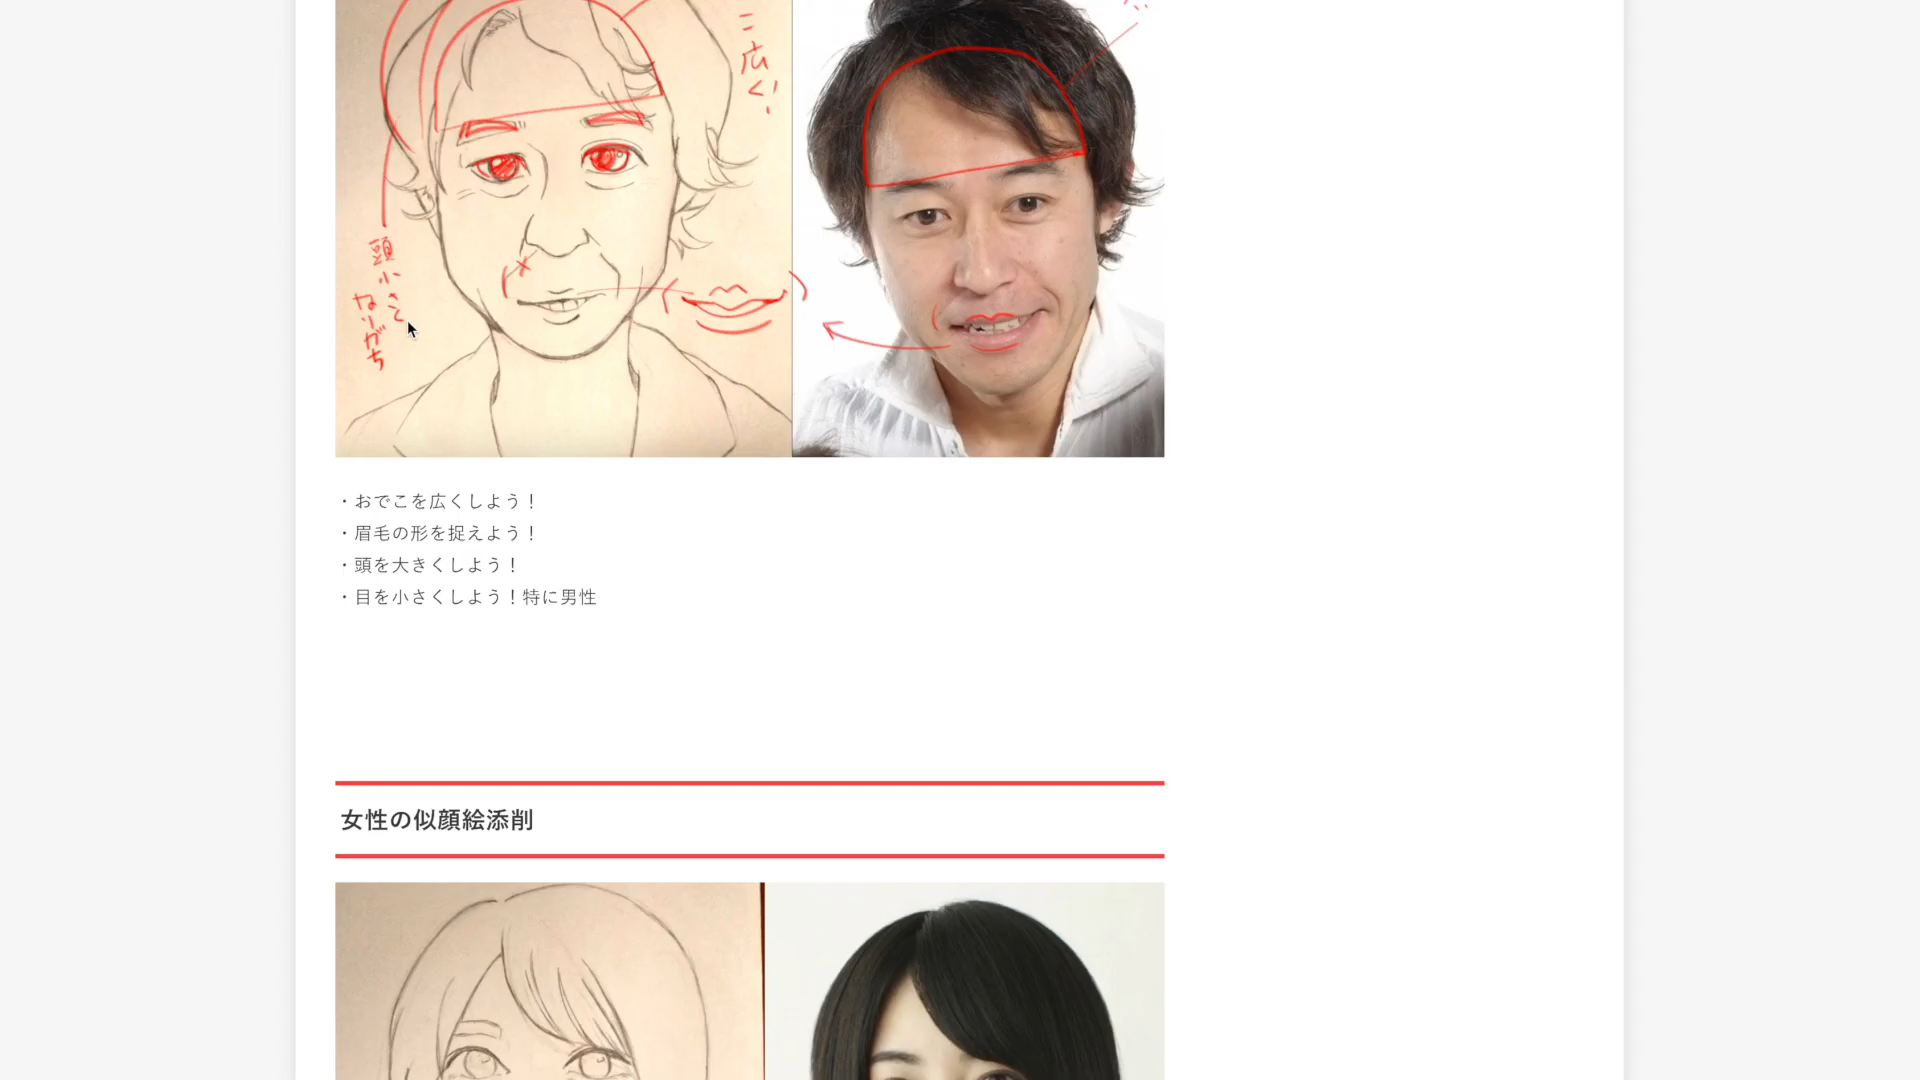 こ広く!
頭小さく
なりがち
・おでこを広くしよう！
・眉毛の形を捉えよう！
・頭を大きくしよう！
・目を小さくしよう！特に男性
女性の似顔絵添削